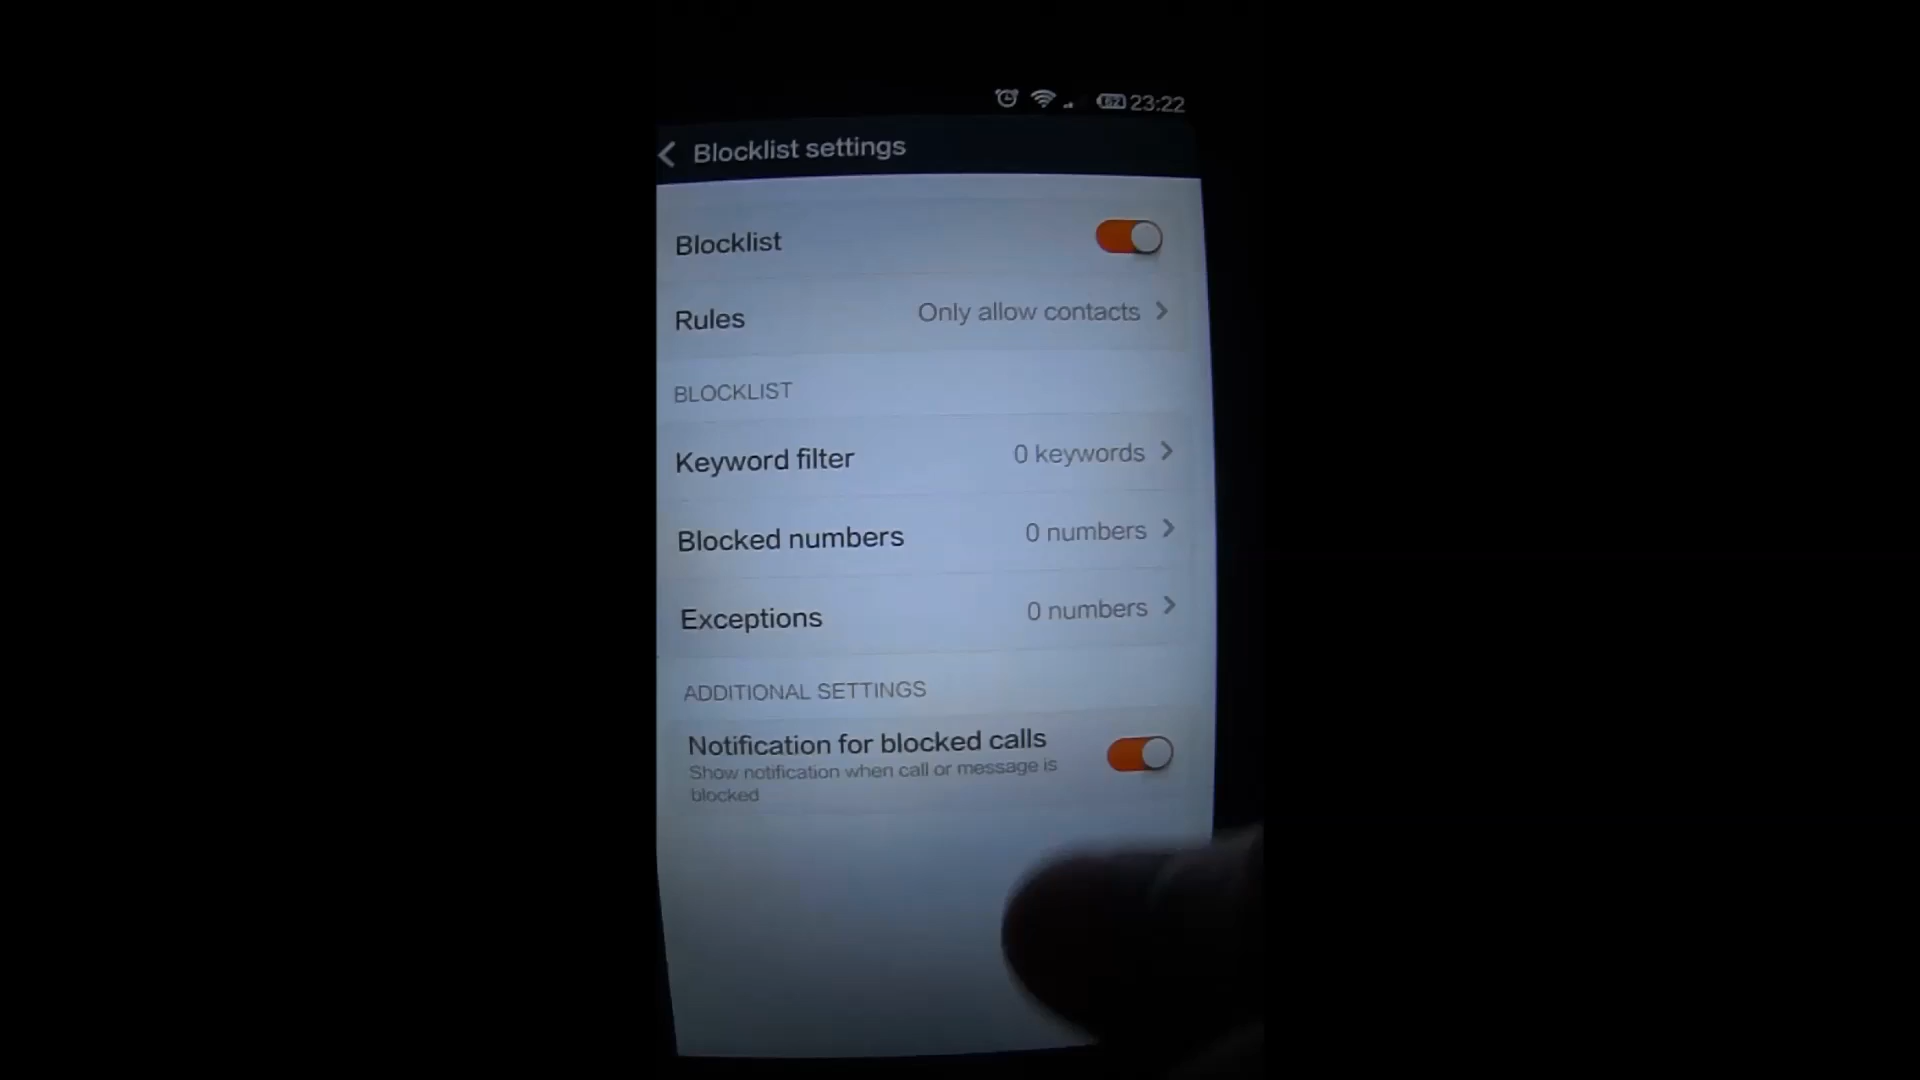 23:22
Blocklist settings
Blocklist
Rules Only allow contacts
BLOCKLIST
Keyword filter 0 keywords
Blocked numbers 0 numbers
Exceptions 0 numbers
ADDITIONAL SETTINGS
Notification for blocked calls
Show notification when call or message is
blocked